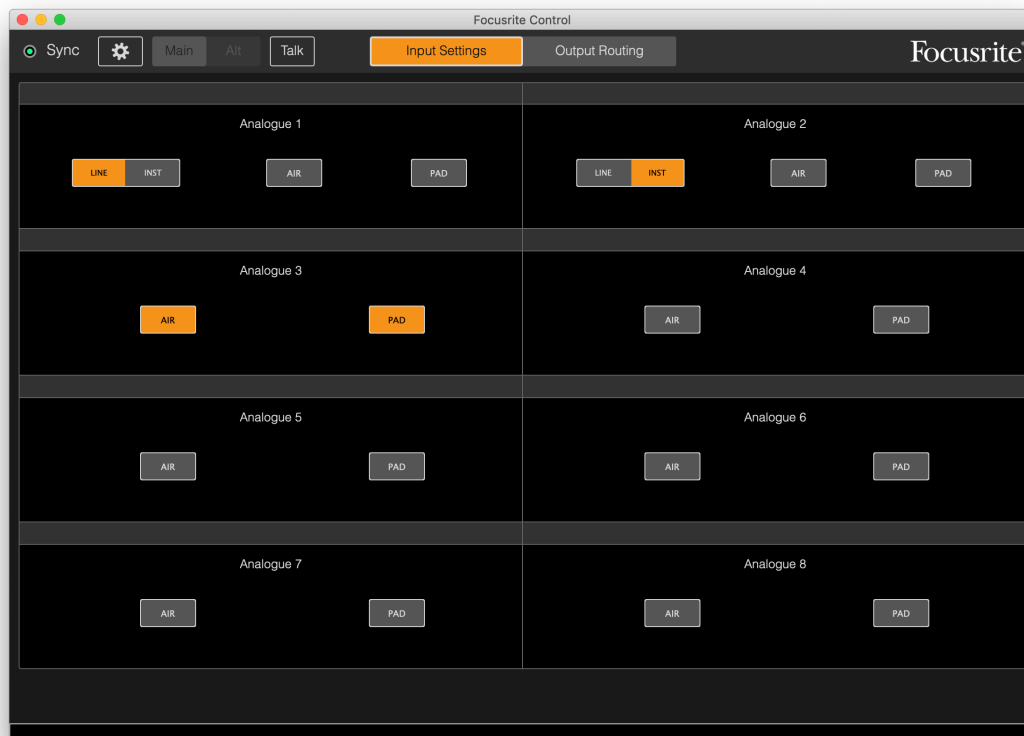 Focusrite Control
Sync Main Alt Talk Input Settings Output Routing Focusrite®
Analogue 1 Analogue 2
LINE INST AIR PAD LINE INST AIR PAD
Analogue 3 Analogue 4
AIR PAD AIR PAD
Analogue 5 Analogue 6
AIR PAD AIR PAD
Analogue 7 Analogue 8
AIR PAD AIR PAD